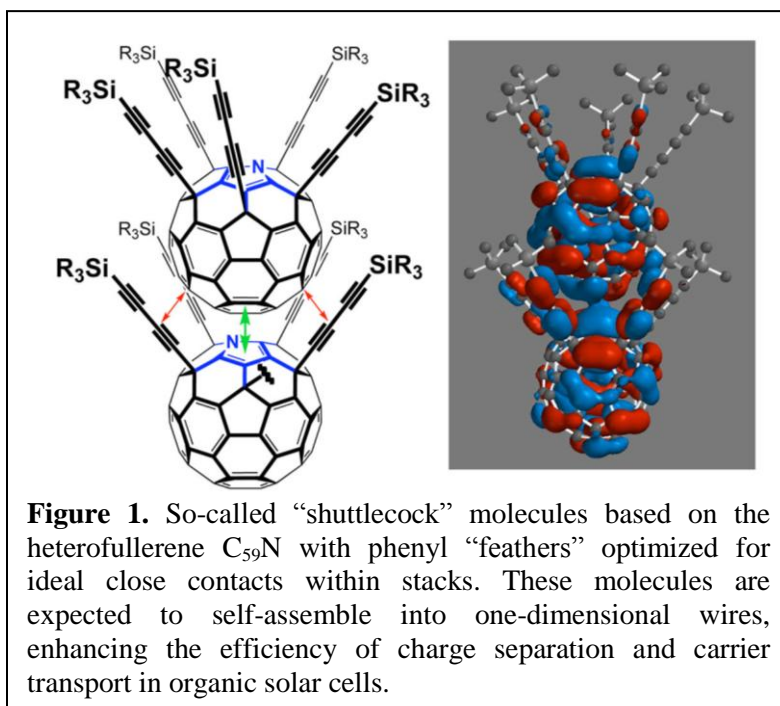 R₃Si R₃Si SiR₃
R₃Si SiR₃
N
R₃Si SiR₃
R₃Si SiR₃
N
Figure 1. So-called “shuttlecock” molecules based on the
heterofullerene C₅₉N with phenyl “feathers” optimized for
ideal close contacts within stacks. These molecules are
expected to self-assemble into one-dimensional wires,
enhancing the efficiency of charge separation and carrier
transport in organic solar cells.